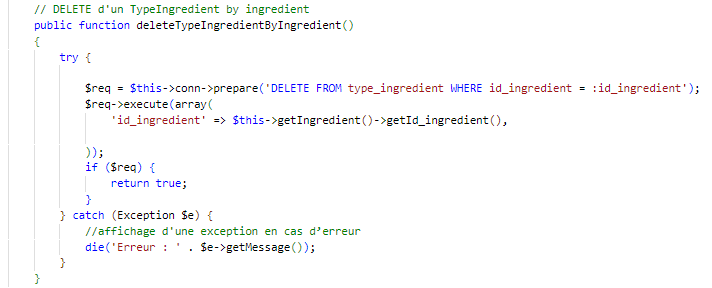 // DELETE d'un TypeIngredient by ingredient
public function deleteTypeIngredientByIngredient()
{
    try {
        $req = $this->conn->prepare('DELETE FROM type_ingredient WHERE id_ingredient = :id_ingredient');
        $req->execute(array(
            'id_ingredient' => $this->getIngredient()->getId_ingredient(),
        ));
        if ($req) {
            return true;
        }
    } catch (Exception $e) {
        //affichage d'une exception en cas d’erreur
        die('Erreur : ' . $e->getMessage());
    }
}